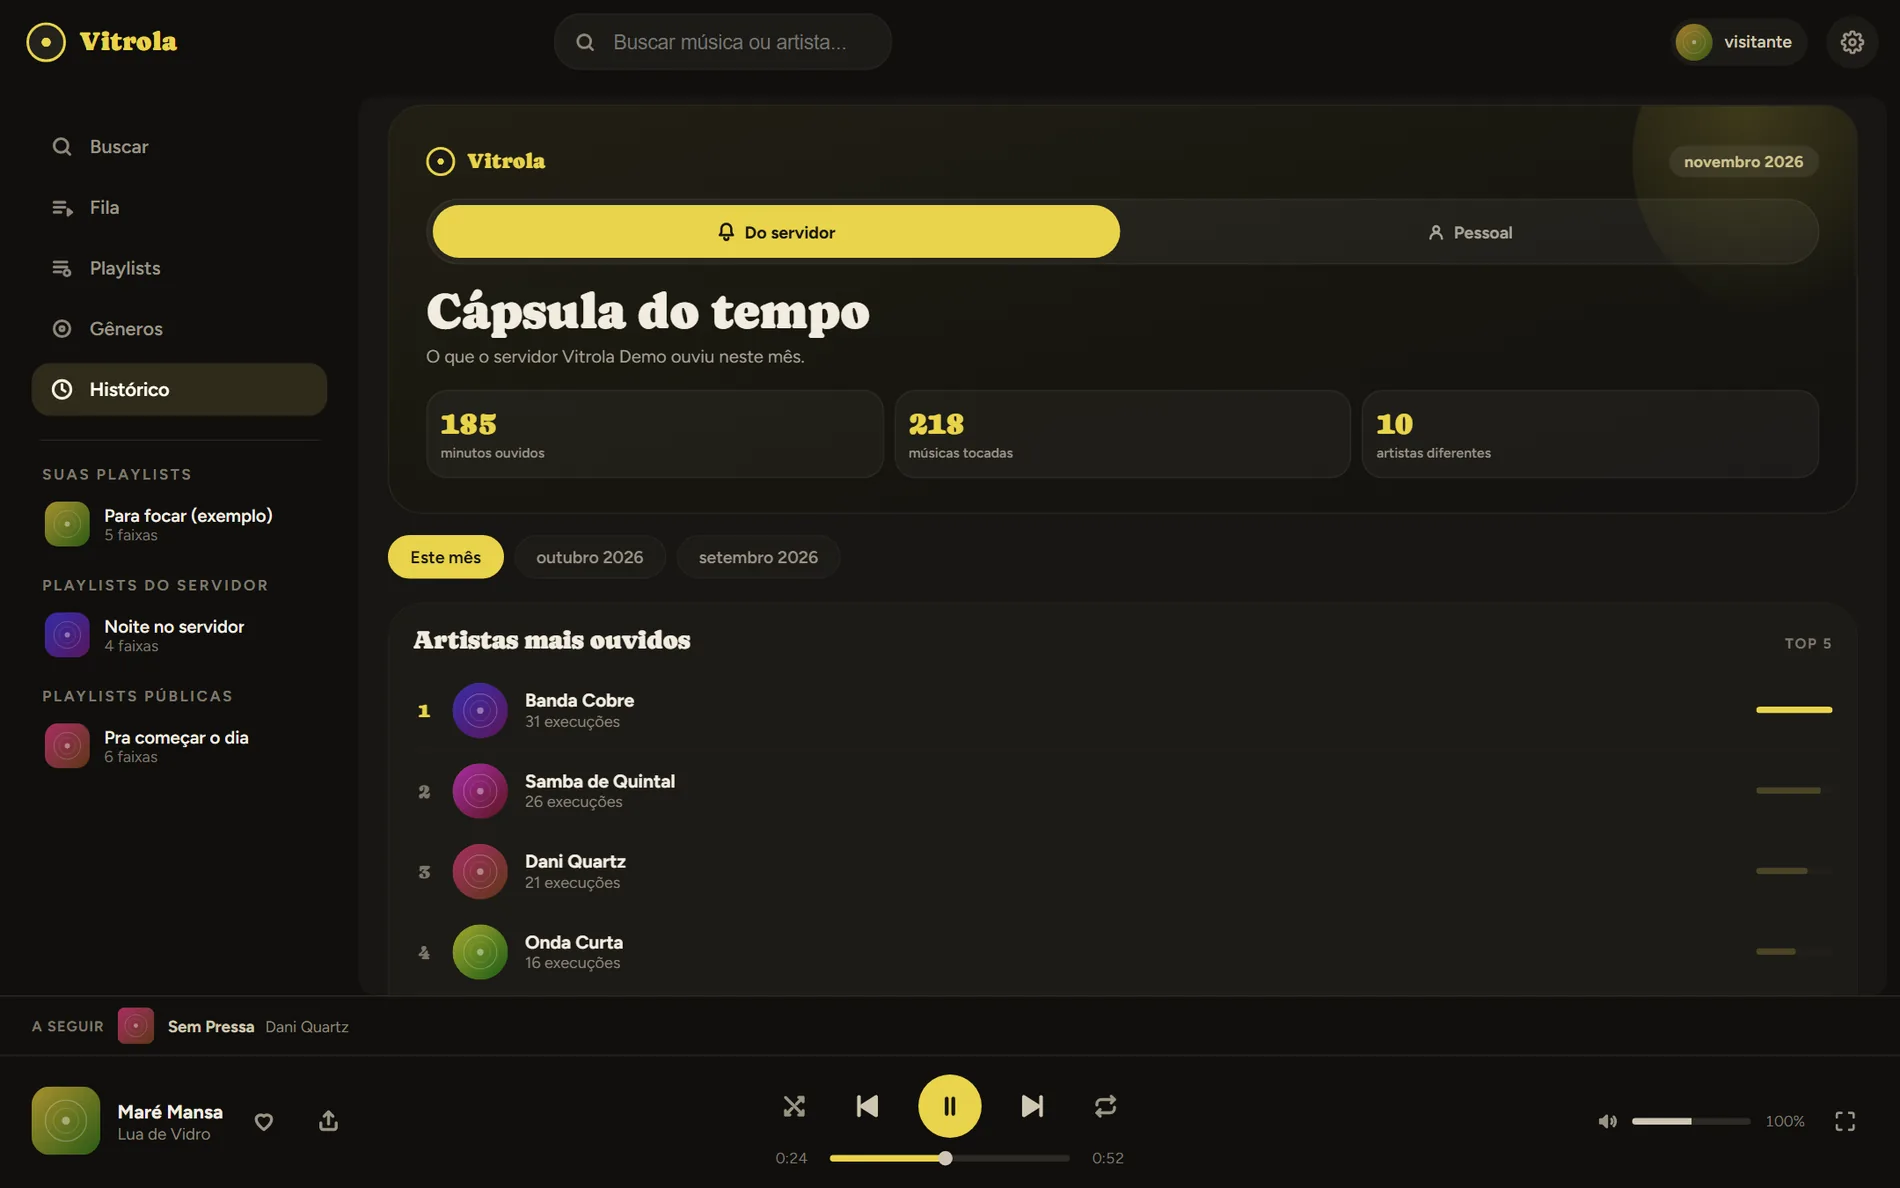 Vitrola
Buscar música ou artista...
visitante
Buscar
Fila
Playlists
Gêneros
Histórico
SUAS PLAYLISTS
Para focar (exemplo)
5 faixas
PLAYLISTS DO SERVIDOR
Noite no servidor
4 faixas
PLAYLISTS PÚBLICAS
Pra começar o dia
6 faixas
Vitrola
novembro 2026
Do servidor
Pessoal
Cápsula do tempo
O que o servidor Vitrola Demo ouviu neste mês.
185
minutos ouvidos
218
músicas tocadas
10
artistas diferentes
Este mês
outubro 2026
setembro 2026
Artistas mais ouvidos
TOP 5
1
Banda Cobre
31 execuções
2
Samba de Quintal
26 execuções
3
Dani Quartz
21 execuções
4
Onda Curta
16 execuções
A SEGUIR
Sem Pressa Dani Quartz
Maré Mansa
Lua de Vidro
0:24
0:52
100%